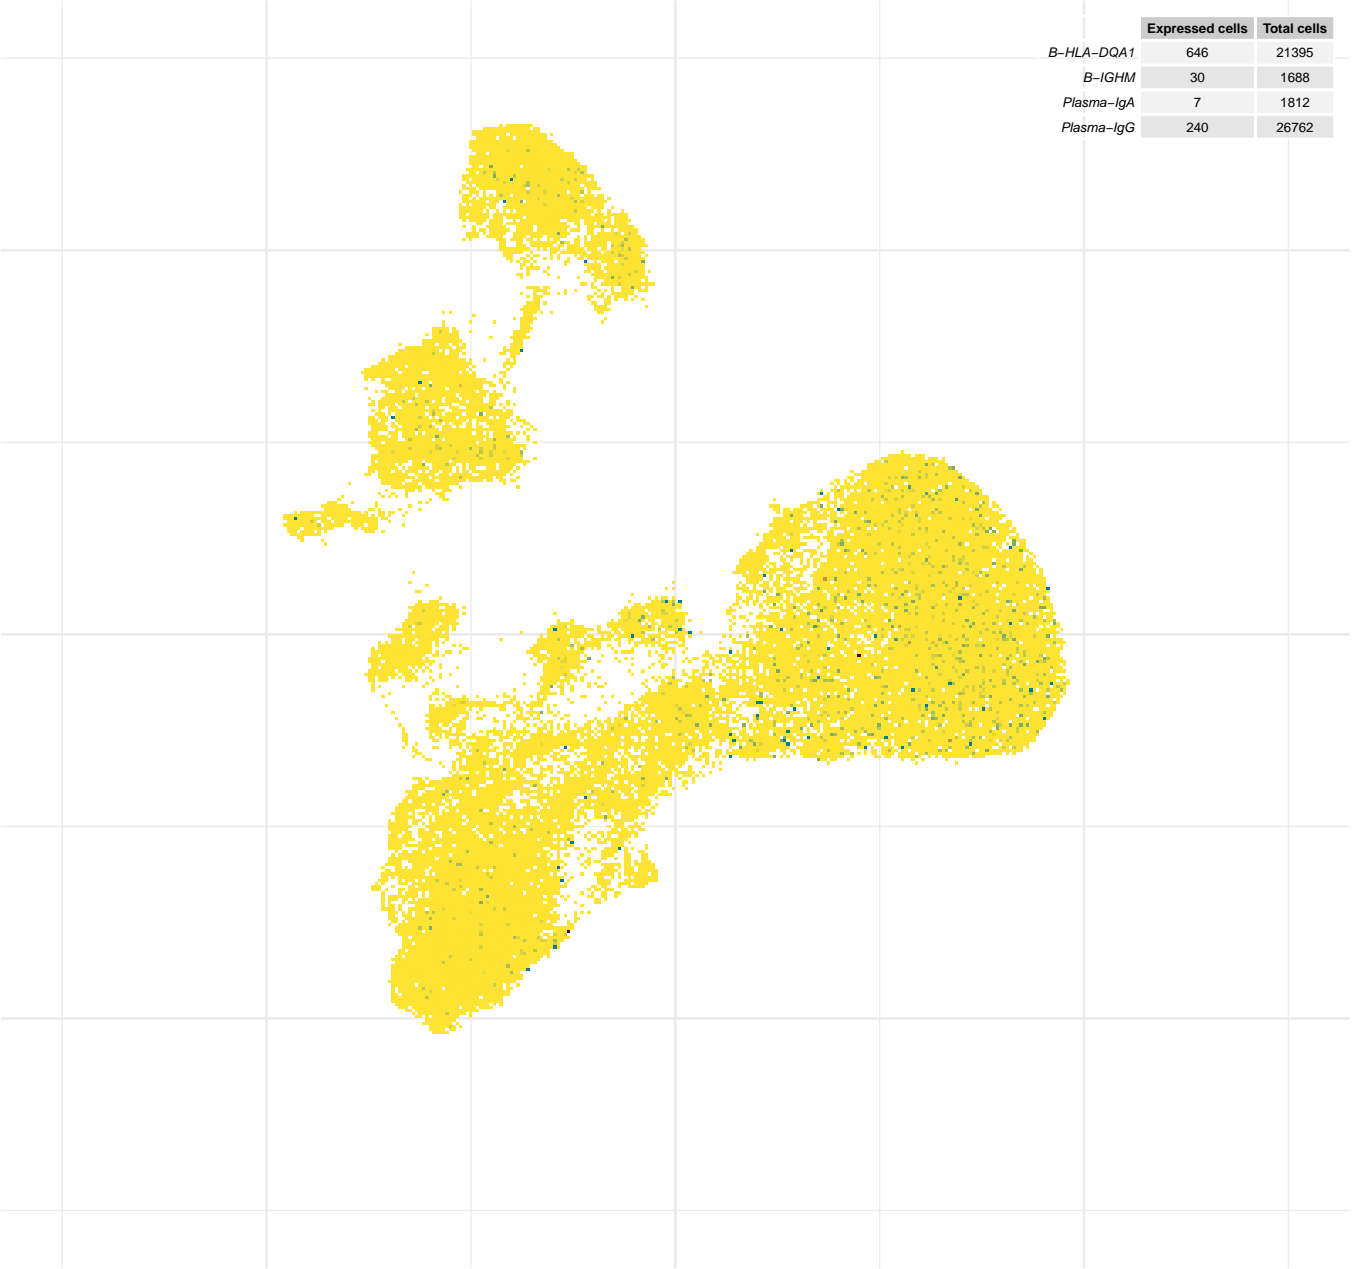 Expressed cells Total cells
B−HLA−DQA1 646 21395
B−IGHM 30 1688
Plasma−IgA 7 1812
Plasma−IgG 240 26762